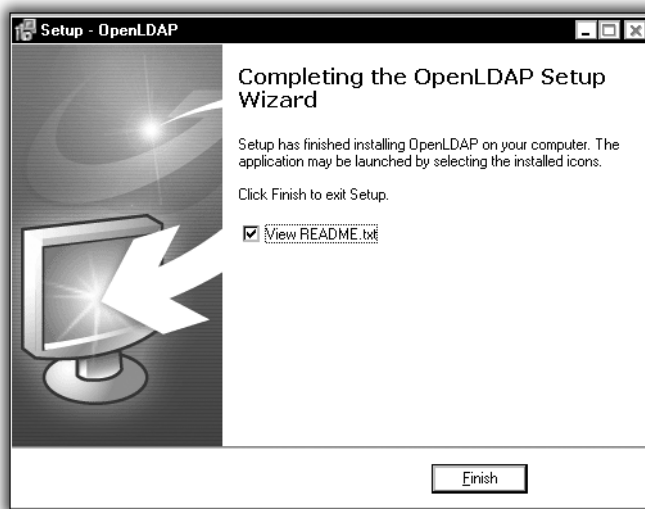 Setup - OpenLDAP
Completing the OpenLDAP Setup
Wizard
Setup has finished installing OpenLDAP on your computer. The
application may be launched by selecting the installed icons.
Click Finish to exit Setup.
View README.txt
Finish